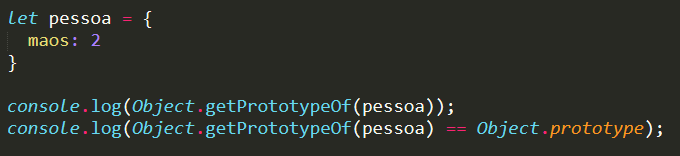 let pessoa = {
  maos: 2
}
console.log(Object.getPrototypeOf(pessoa));
console.log(Object.getPrototypeOf(pessoa) == Object.prototype);